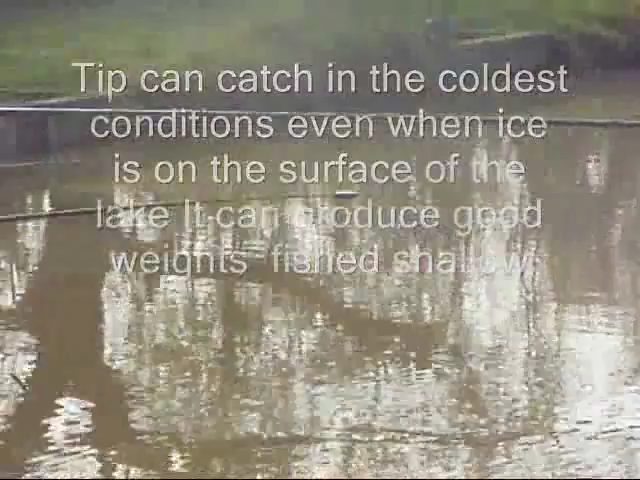 Tip can catch in the coldest
conditions even when ice
is on the surface of the
lake It can produce good
weights fished shallow